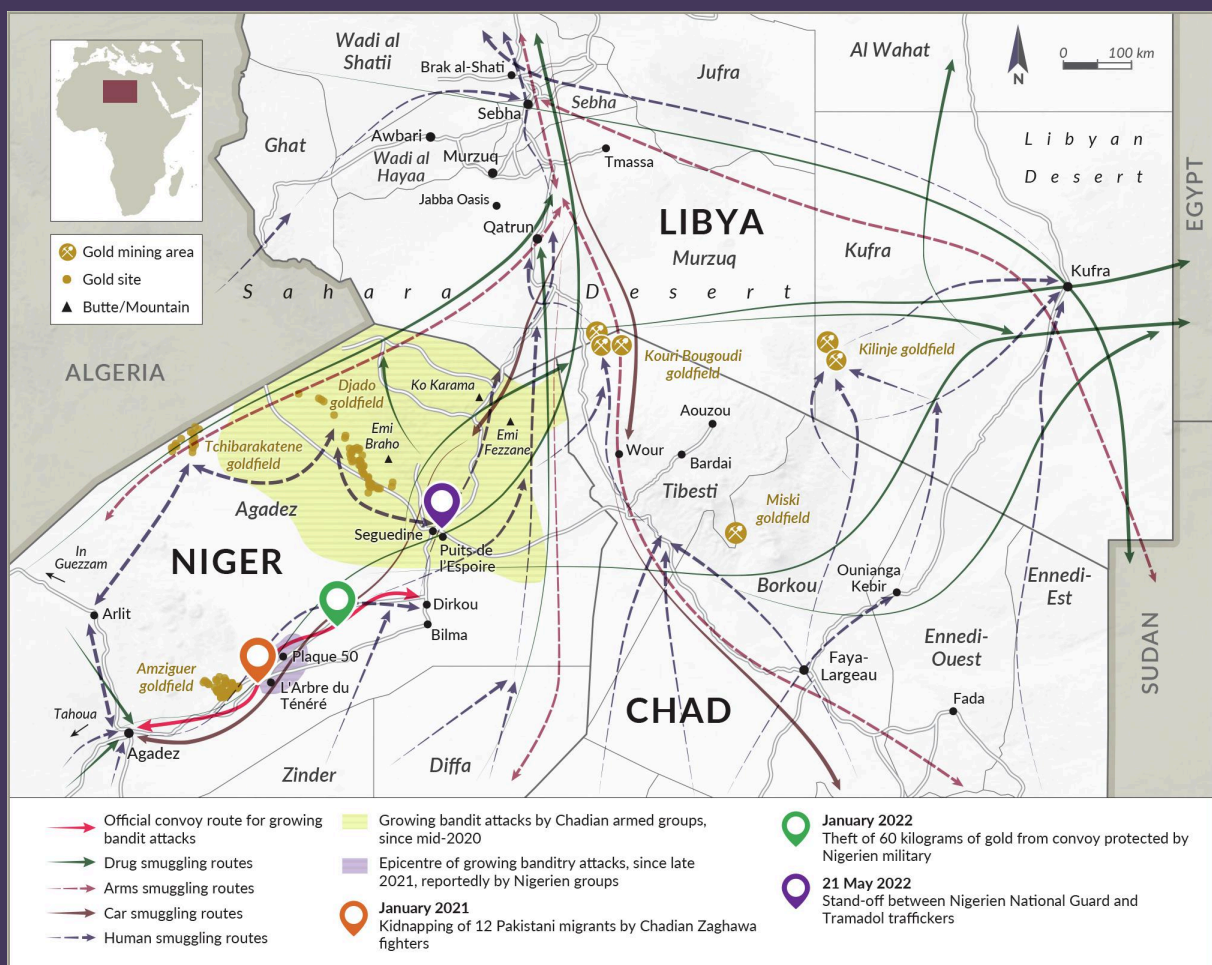 Wadi al
Shatii
Brak al-Shati
Sebha
Sebha
Jufra
Al Wahat
N
0 100 km
Libyan
Desert
EGYPT
Ghat
Awbari
Wadi al
Hayaa
Murzuq
Tmassa
Jabba Oasis
Qatrun
LIBYA
Murzuq
Kufra
Kufra
Sahara Desert
Gold mining area
Gold site
Butte/Mountain
ALGERIA
Djado
goldfield
Ko Karama
Emi
Braho
Emi
Fezzane
Tchibarakatene
goldfield
Kouri Bougoudi
goldfield
Kilinje goldfield
Aouzou
Wour
Bardai
Tibesti
Miski
goldfield
Agadez
Seguedine
Puits de
l'Espoire
In
Guezzam
NIGER
Arlit
Dirkou
Bilma
Borkou
Ounianga
Kebir
Ennedi-
Est
Ennedi-
Ouest
SUDAN
Amziguer
goldfield
Plaque 50
L'Arbre du
Ténéré
Faya-
Largeau
Fada
CHAD
Tahoua
Agadez
Zinder
Diffa
Official convoy route for growing
bandit attacks
Drug smuggling routes
Arms smuggling routes
Car smuggling routes
Human smuggling routes
Growing bandit attacks by Chadian armed groups,
since mid-2020
Epicentre of growing banditry attacks, since late
2021, reportedly by Nigerien groups
January 2021
Kidnapping of 12 Pakistani migrants by Chadian Zaghawa
fighters
January 2022
Theft of 60 kilograms of gold from convoy protected by
Nigerien military
21 May 2022
Stand-off between Nigerien National Guard and
Tramadol traffickers